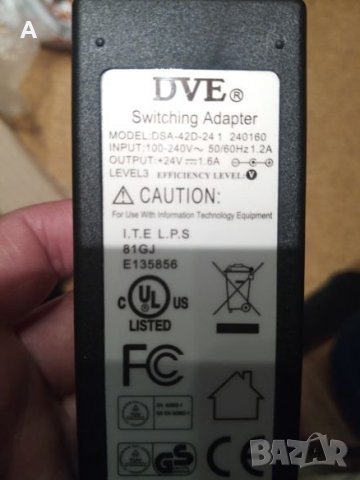 A
DVE®
Switching Adapter
MODEL:DSA-42D-24 1 240160
INPUT:100-240V~ 50/60Hz 1.2A
OUTPUT: +24V⎓1.6A
LEVEL3 EFFICIENCY LEVEL: V
CAUTION:
For Use With Information Technology Equipment
I.T.E L.P.S
81GJ
E135856
C UL US
LISTED
FC
GS CE
BAZAR
bg